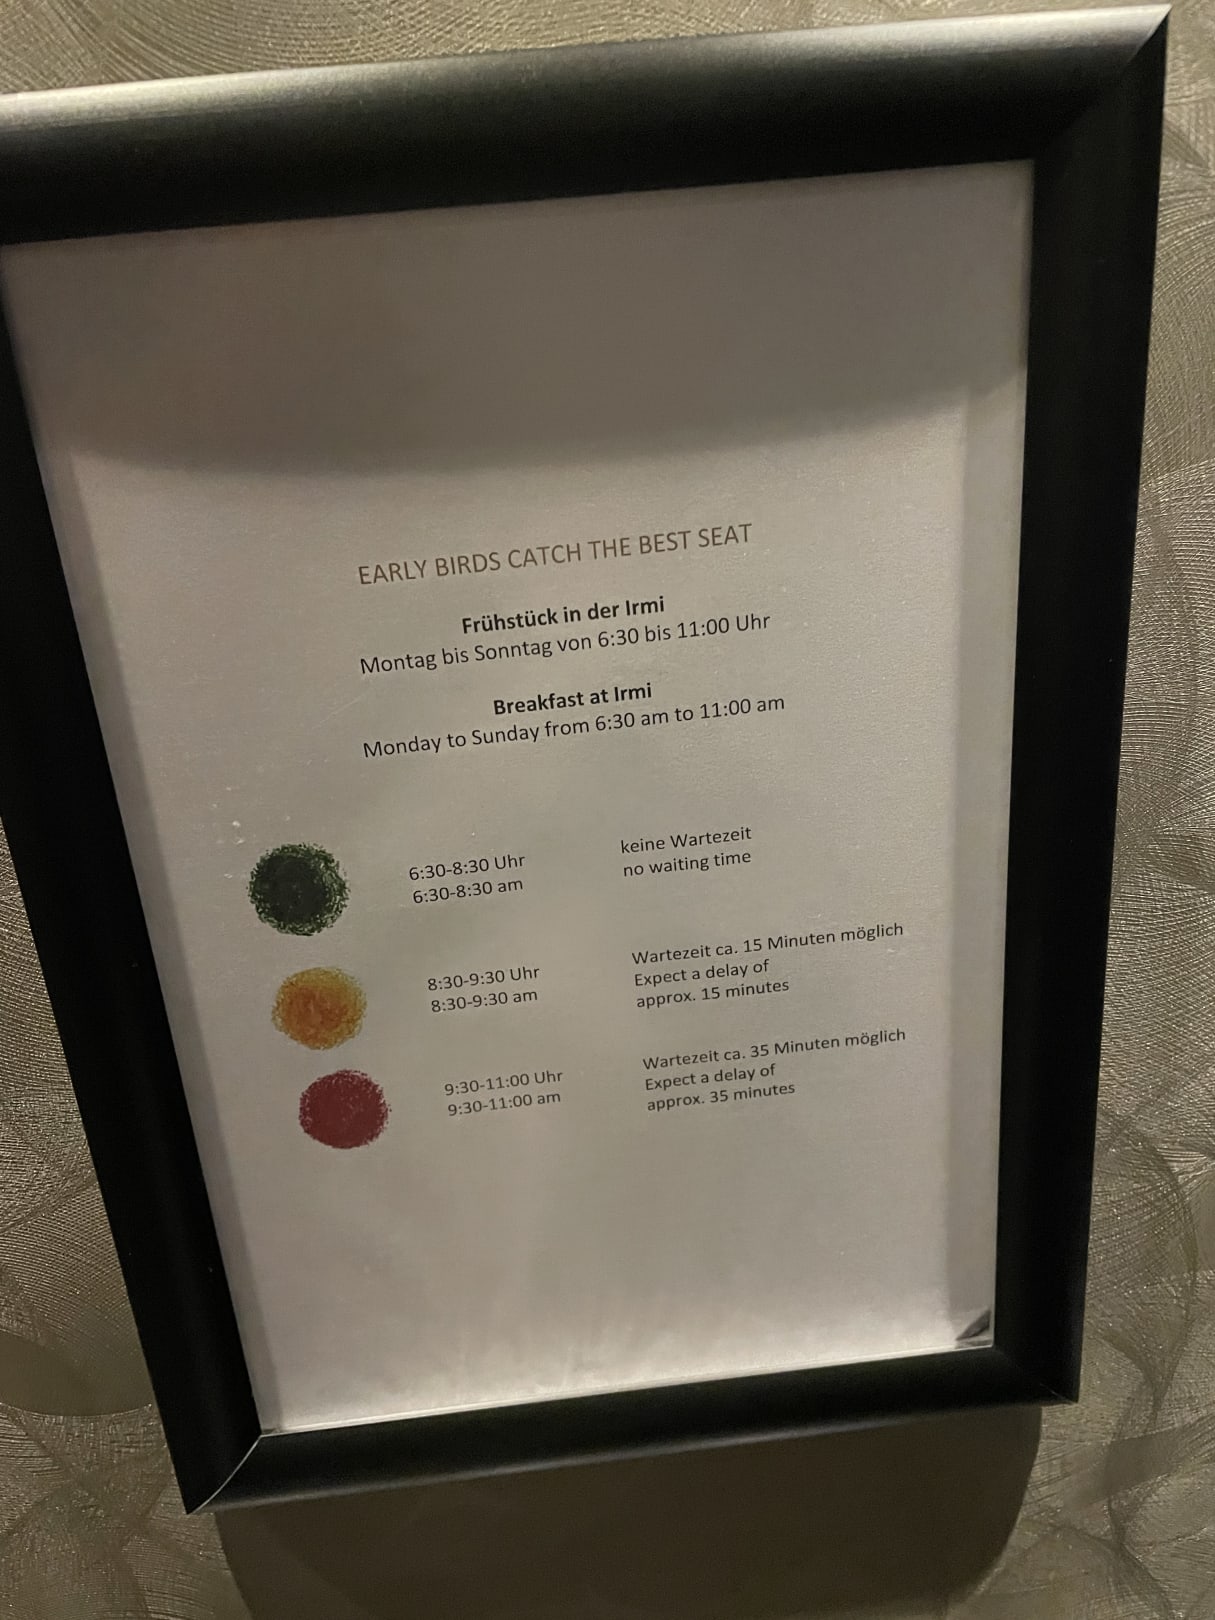 EARLY BIRDS CATCH THE BEST SEAT
Frühstück in der Irmi
Montag bis Sonntag von 6:30 bis 11:00 Uhr
Breakfast at Irmi
Monday to Sunday from 6:30 am to 11:00 am
6:30-8:30 Uhr
6:30-8:30 am
keine Wartezeit
no waiting time
8:30-9:30 Uhr
8:30-9:30 am
Wartezeit ca. 15 Minuten möglich
Expect a delay of
approx. 15 minutes
9:30-11:00 Uhr
9:30-11:00 am
Wartezeit ca. 35 Minuten möglich
Expect a delay of
approx. 35 minutes